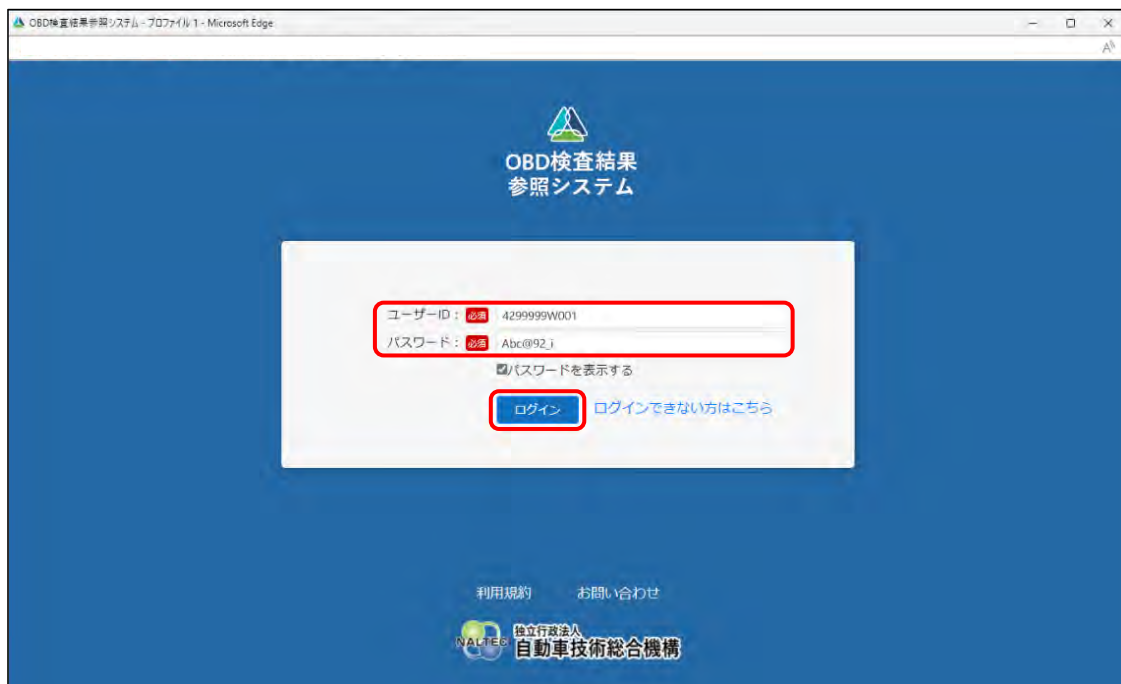 OBD検査結果参照システム - プロファイル 1 - Microsoft Edge
OBD検査結果
参照システム
ユーザーID： 必須 4299999W001
パスワード： 必須 Abc@92_i
パスワードを表示する
ログイン ログインできない方はこちら
利用規約 お問い合わせ
NALTEC 独立行政法人
自動車技術総合機構